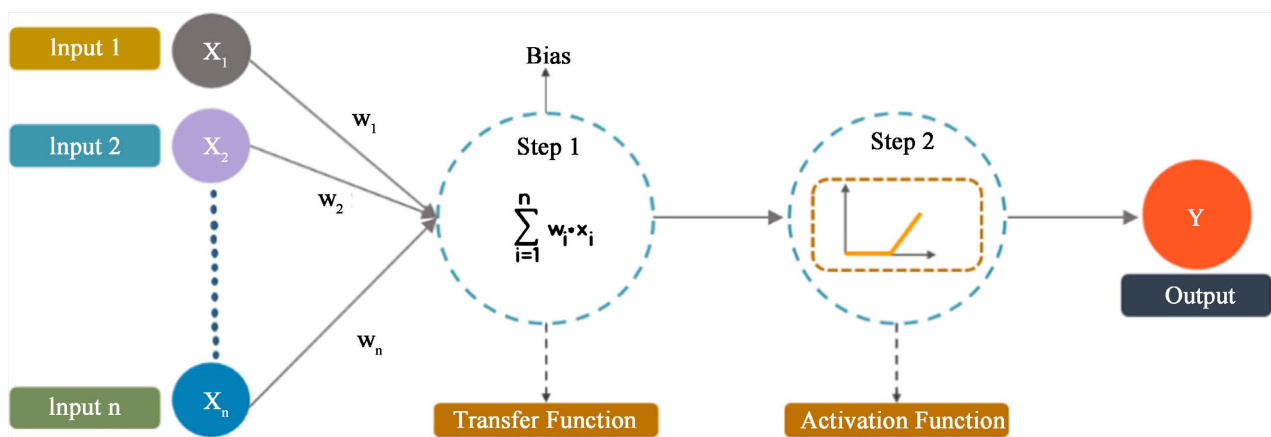 Input 1
X₁
Bias
w₁
Input 2
X₂
Step 1
Step 2
w₂
n
∑ wᵢ•xᵢ
i=1
Y
Output
wₙ
Input n
Xₙ
Transfer Function
Activation Function